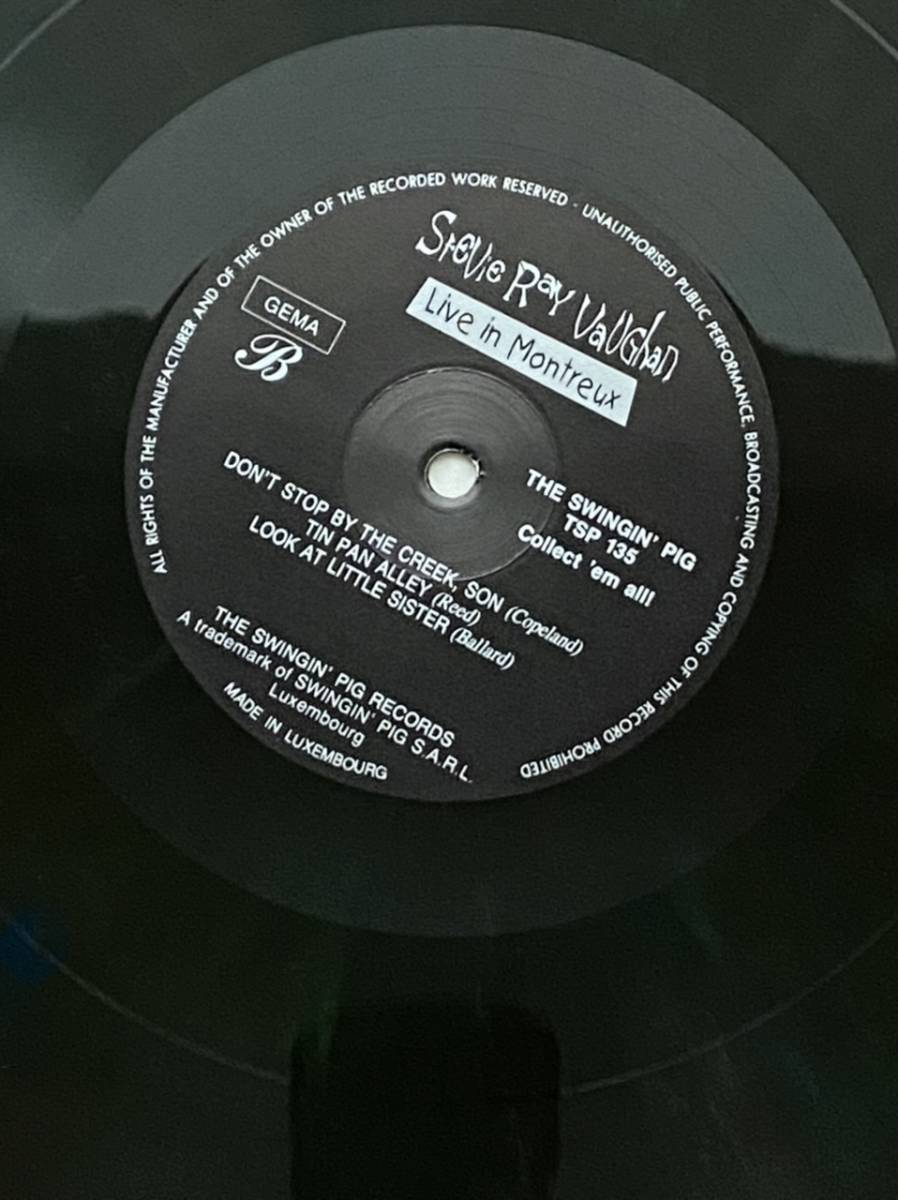 ALL RIGHTS OF THE MANUFACTURER AND OF THE OWNER OF THE RECORDED WORK RESERVED - UNAUTHORISED PUBLIC PERFORMANCE, BROADCASTING AND COPYING OF THIS RECORD PROHIBITED
Stevie Ray Vaughan
Live in Montreux
GEMA
B
THE SWINGIN' PIG
TSP 135
Collect 'em all!
DON'T STOP BY THE CREEK, SON (Copeland)
TIN PAN ALLEY (Reed)
LOOK AT LITTLE SISTER (Ballard)
THE SWINGIN' PIG RECORDS
A trademark of SWINGIN' PIG S.A.R.L.
Luxembourg
MADE IN LUXEMBOURG